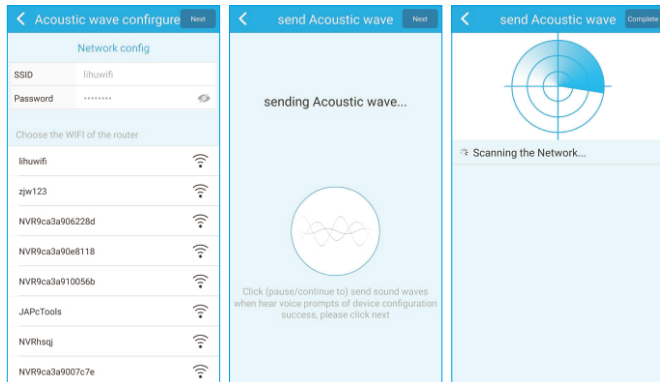 Acoustic wave confirgure Next
Network config
SSID lihuwifi
Password ········
Choose the WIFI of the router
lihuwifi
zjw123
NVR9ca3a906228d
NVR9ca3a90e8118
NVR9ca3a910056b
JAPcTools
NVRhsqj
NVR9ca3a9007c7e
send Acoustic wave Next
sending Acoustic wave...
Click (pause/continue to) send sound waves
when hear voice prompts of device configuration
success, please click next
send Acoustic wave Complete
Scanning the Network...